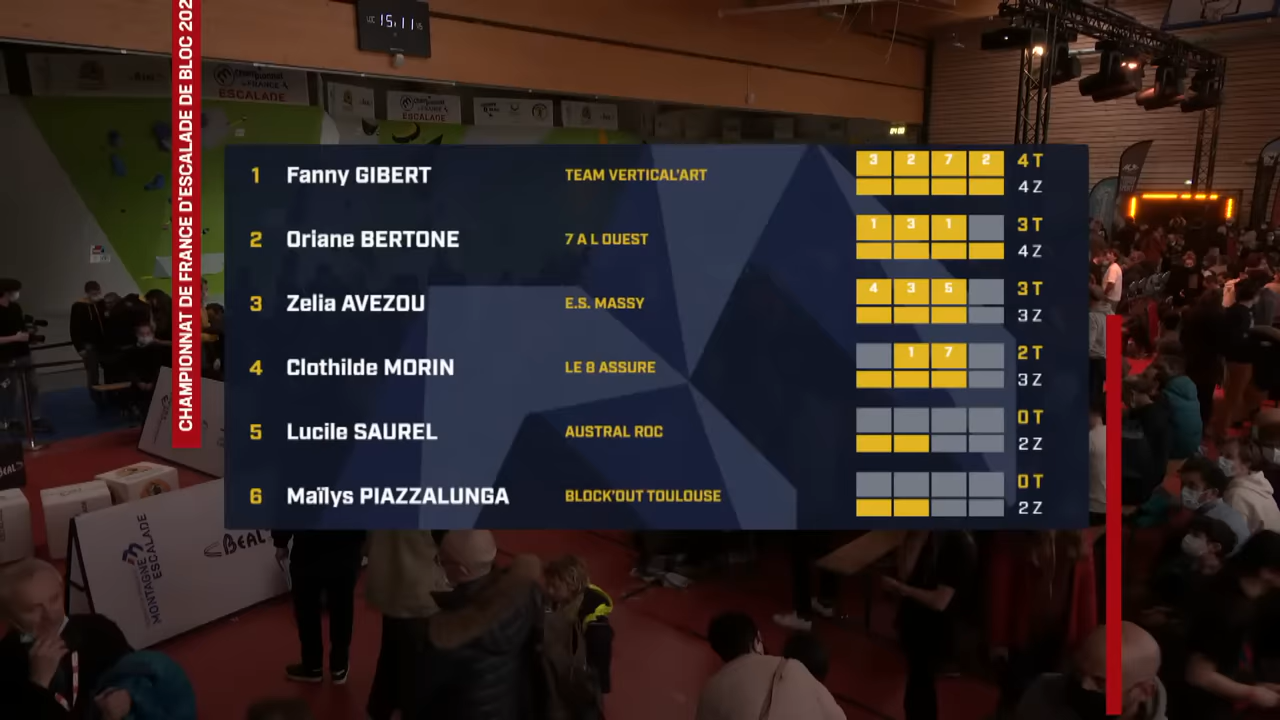 CHAMPIONNAT DE FRANCE D'ESCALADE DE BLOC 202
15.11
ESCALADE
ESCALADE
1 Fanny GIBERT TEAM VERTICAL'ART 3 2 7 2 4 T
4 Z
2 Oriane BERTONE 7 A L OUEST 1 3 1 3 T
4 Z
3 Zelia AVEZOU E.S. MASSY 4 3 5 3 T
3 Z
4 Clothilde MORIN LE 8 ASSURE 1 7 2 T
3 Z
5 Lucile SAUREL AUSTRAL ROC 0 T
2 Z
6 Maïlys PIAZZALUNGA BLOCK'OUT TOULOUSE 0 T
2 Z
MONTAGNE
ESCALADE
BEAL